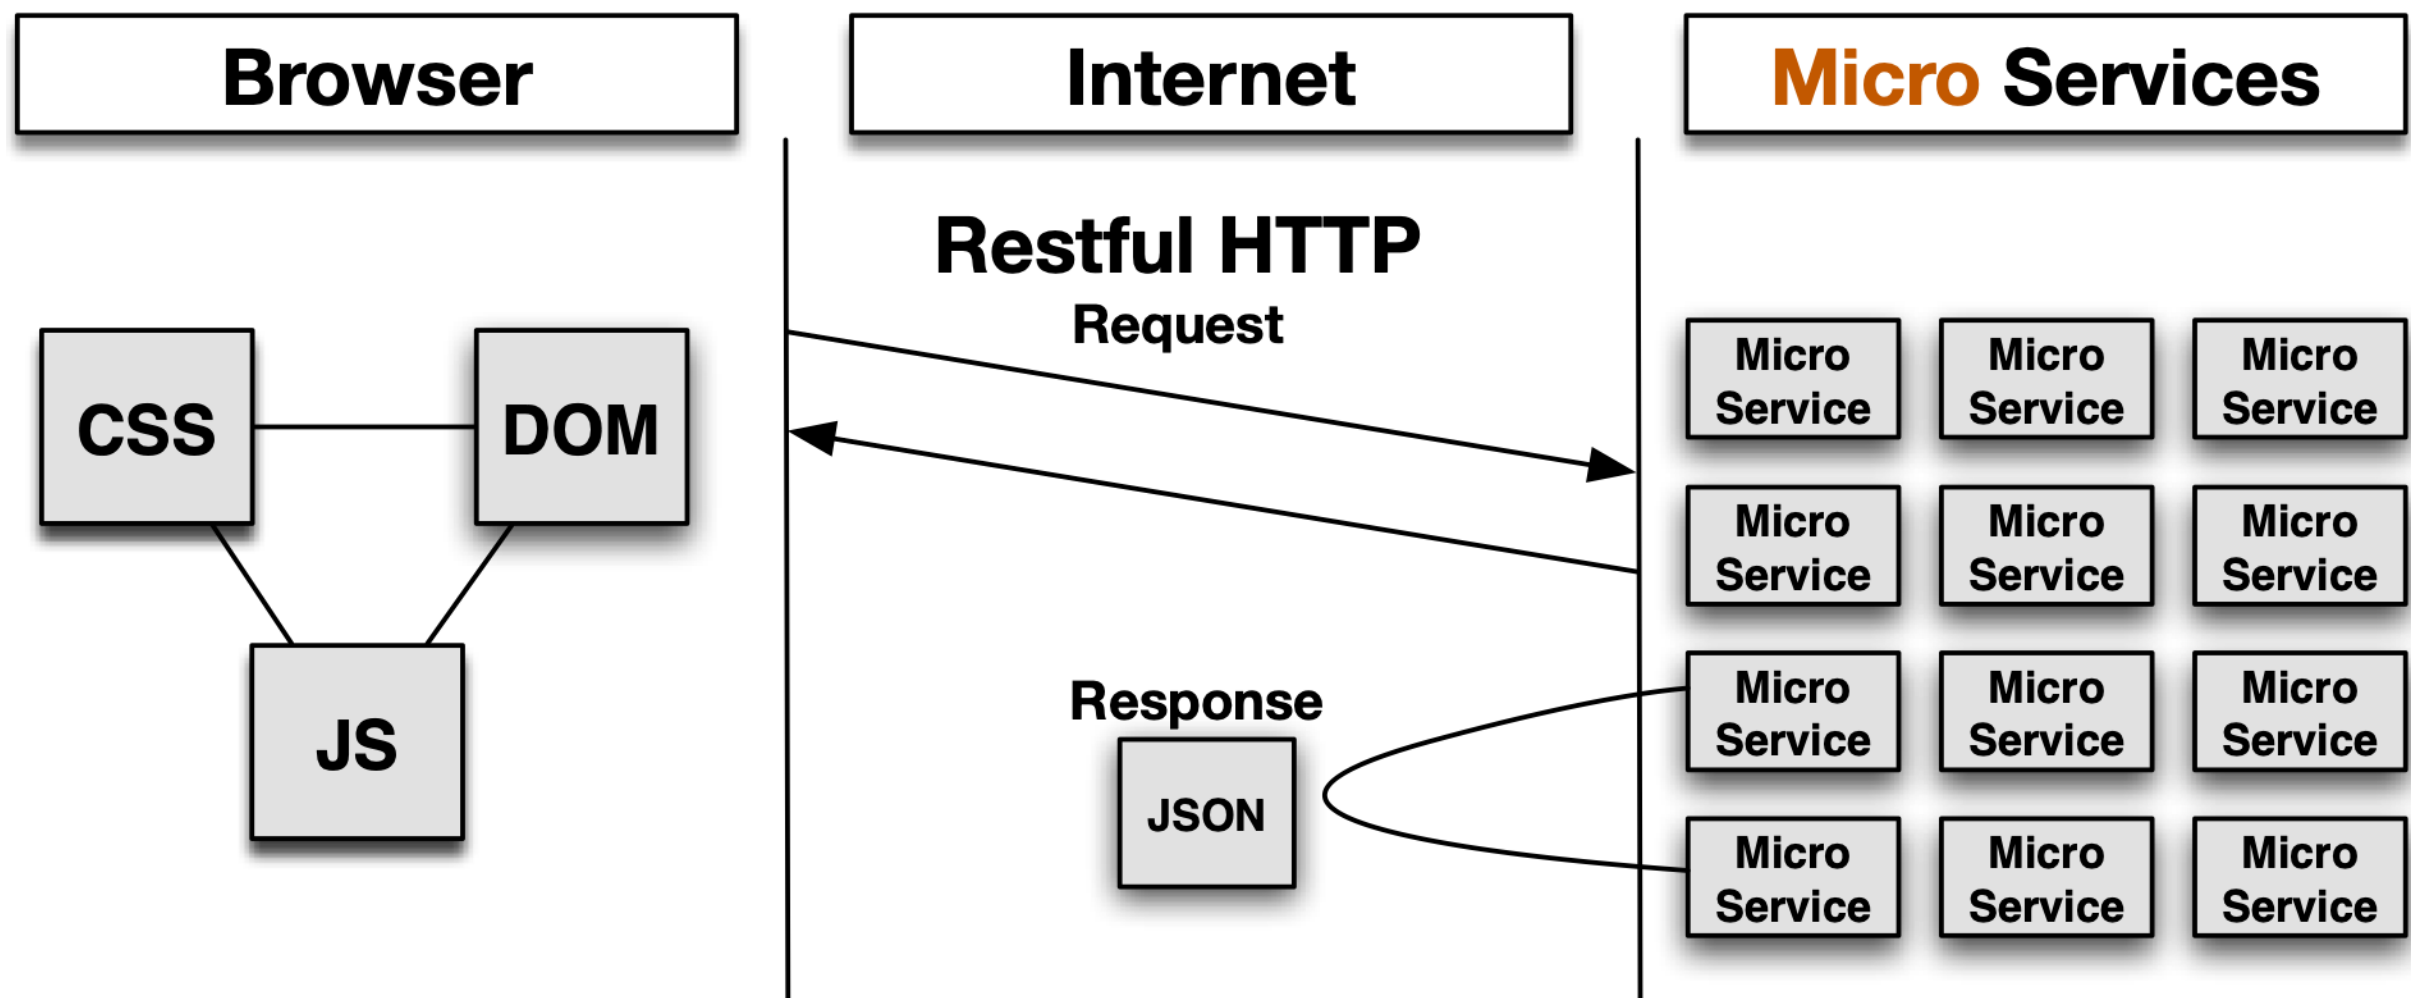 Browser
Internet
Micro Services
Restful HTTP
Request
CSS
DOM
JS
Response
JSON
Micro
Service
Micro
Service
Micro
Service
Micro
Service
Micro
Service
Micro
Service
Micro
Service
Micro
Service
Micro
Service
Micro
Service
Micro
Service
Micro
Service